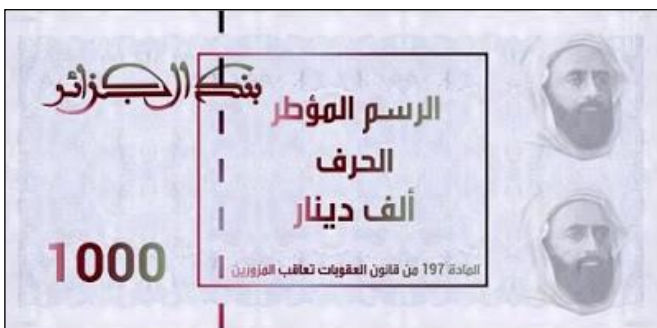 بنك الجزائر
الرسم المؤطر
الحرف
ألف دينار
المادة 197 من قانون العقوبات تعاقب المزورين
1000